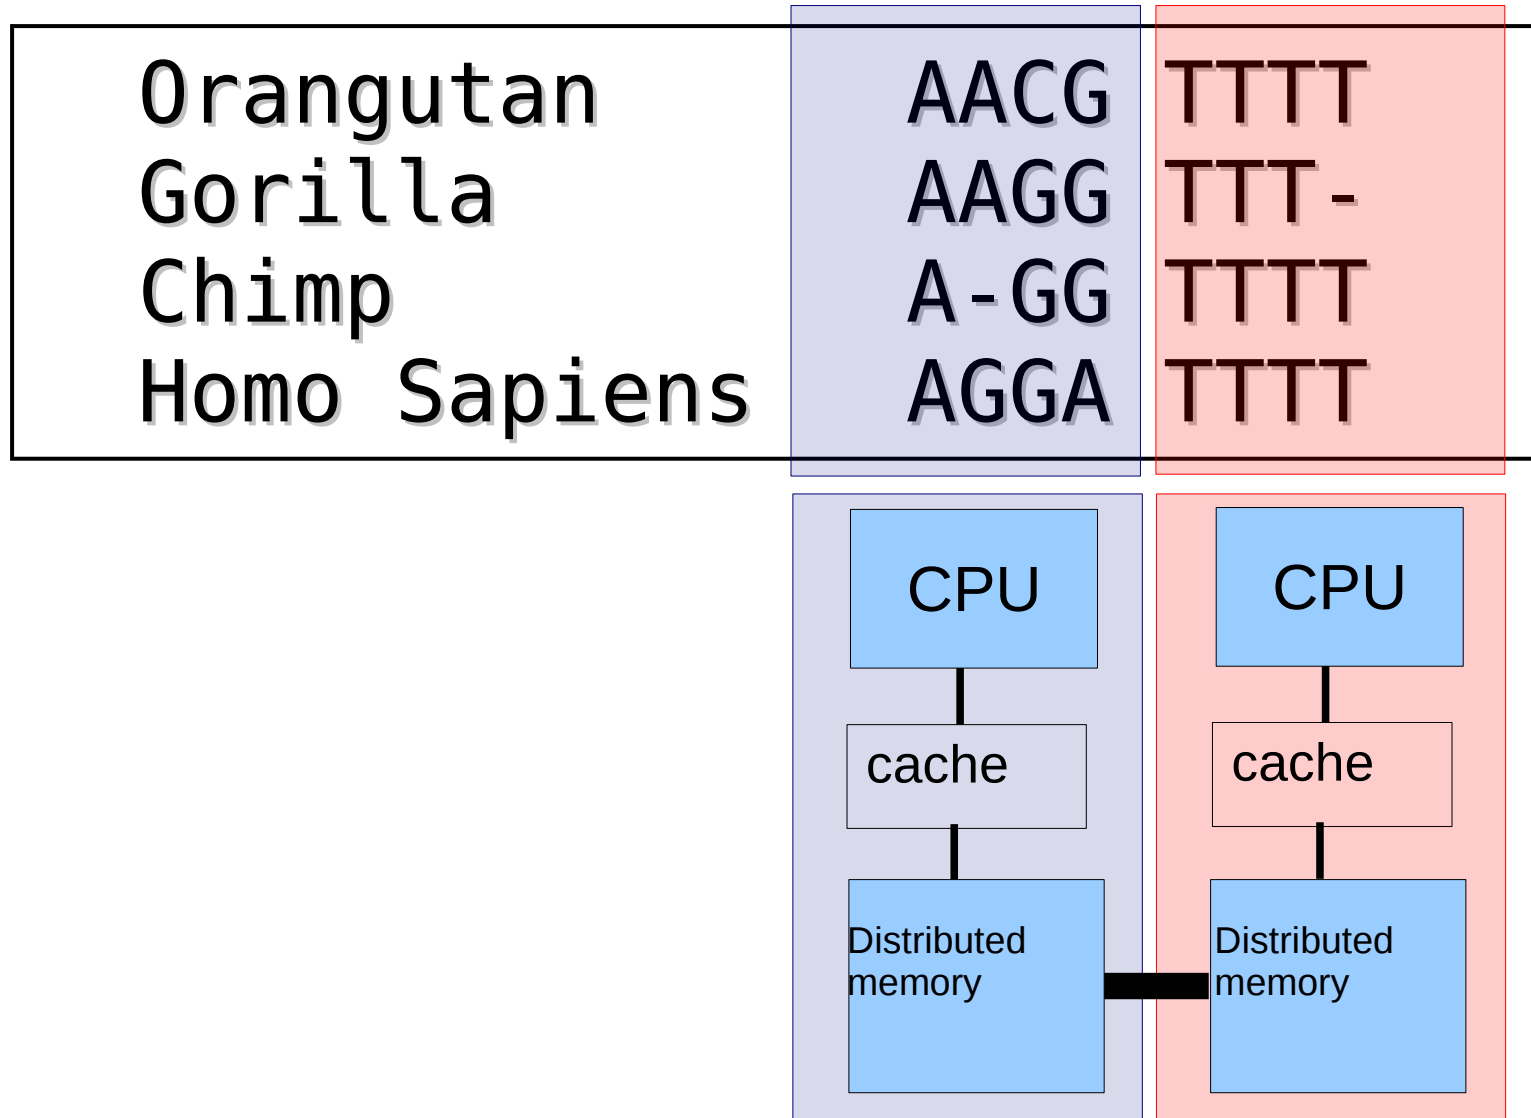 Orangutan AACG TTTT
Gorilla AAGG TTT-
Chimp A-GG TTTT
Homo Sapiens AGGA TTTT
CPU CPU
cache cache
Distributed Distributed
memory memory